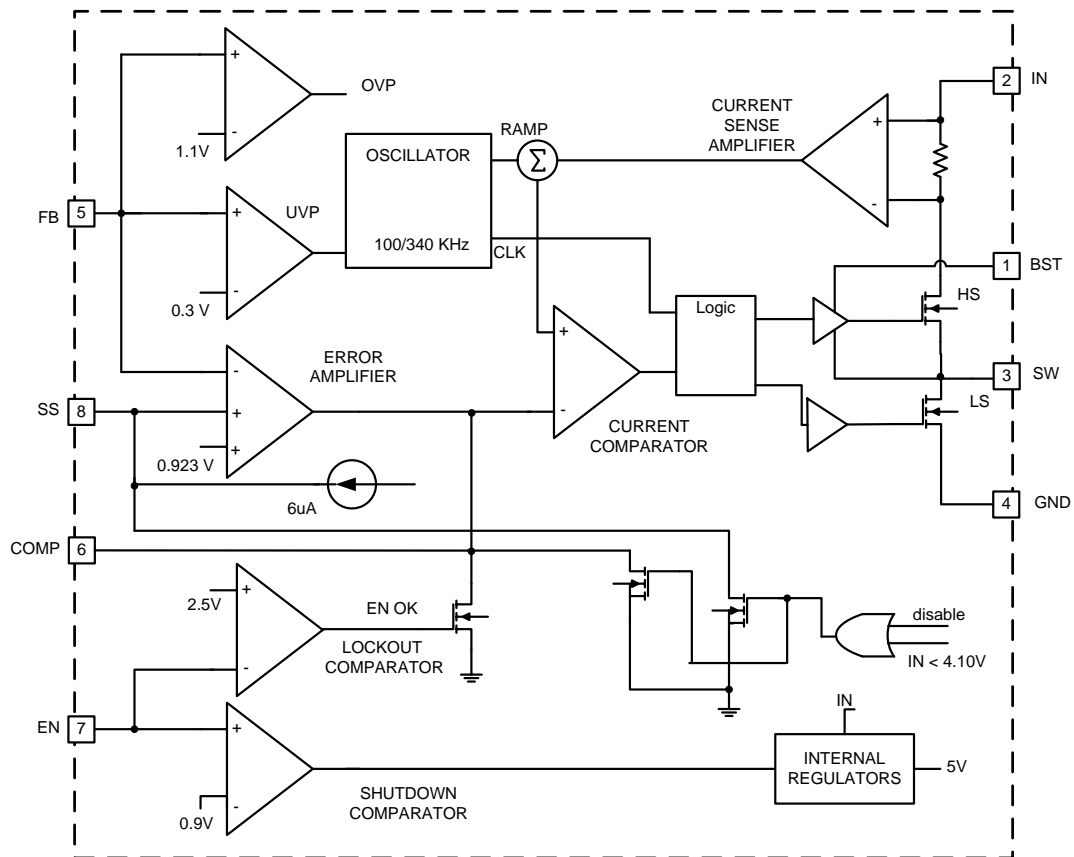 OVP
+
-
1.1V
OSCILLATOR
100/340 KHz
CLK
RAMP
Σ
CURRENT
SENSE
AMPLIFIER
+
-
2
IN
FB
5
UVP
+
-
0.3 V
1
BST
HS
Logic
+
-
CURRENT
COMPARATOR
3
SW
LS
ERROR
AMPLIFIER
SS
8
-
+
+
0.923 V
6uA
4
GND
COMP
6
2.5V
+
-
EN OK
LOCKOUT
COMPARATOR
disable
IN < 4.10V
EN
7
+
-
0.9V
SHUTDOWN
COMPARATOR
IN
INTERNAL
REGULATORS
5V